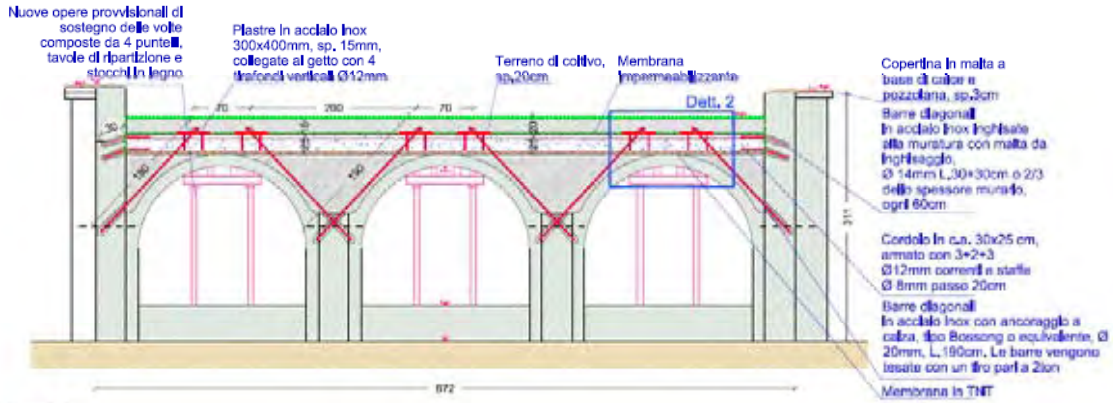 Nuove opere provvisionali di
sostegno delle volte
composte da 4 puntelli,
tavole di ripartizione e
stocchi in legno
Plastre in acciaio inox
300x400mm, sp. 15mm,
collegate al getto con 4
tirafondi verticali Ø12mm
Terreno di coltivo,
sp.20cm
Membrana
impermeabilizzante
Dett. 2
Copertina in malta a
base di calce e
pozzolana, sp.3cm
Barre diagonali
in acciaio inox inghisate
alla muratura con malta da
inghisaggio,
Ø 14mm L.30+30cm o 2/3
dello spessore murario,
ogni 60cm
Cordolo in c.a. 30x25 cm,
armato con 3+2+3
Ø12mm correnti e staffe
Ø 8mm passo 20cm
Barre diagonali
in acciaio inox con ancoraggio a
calza, tipo Bossong o equivalente, Ø
20mm, L.190cm. Le barre vengono
tesate con un tiro pari a 2ton
Membrana in TNT
70
200
70
30
190
190
311
672